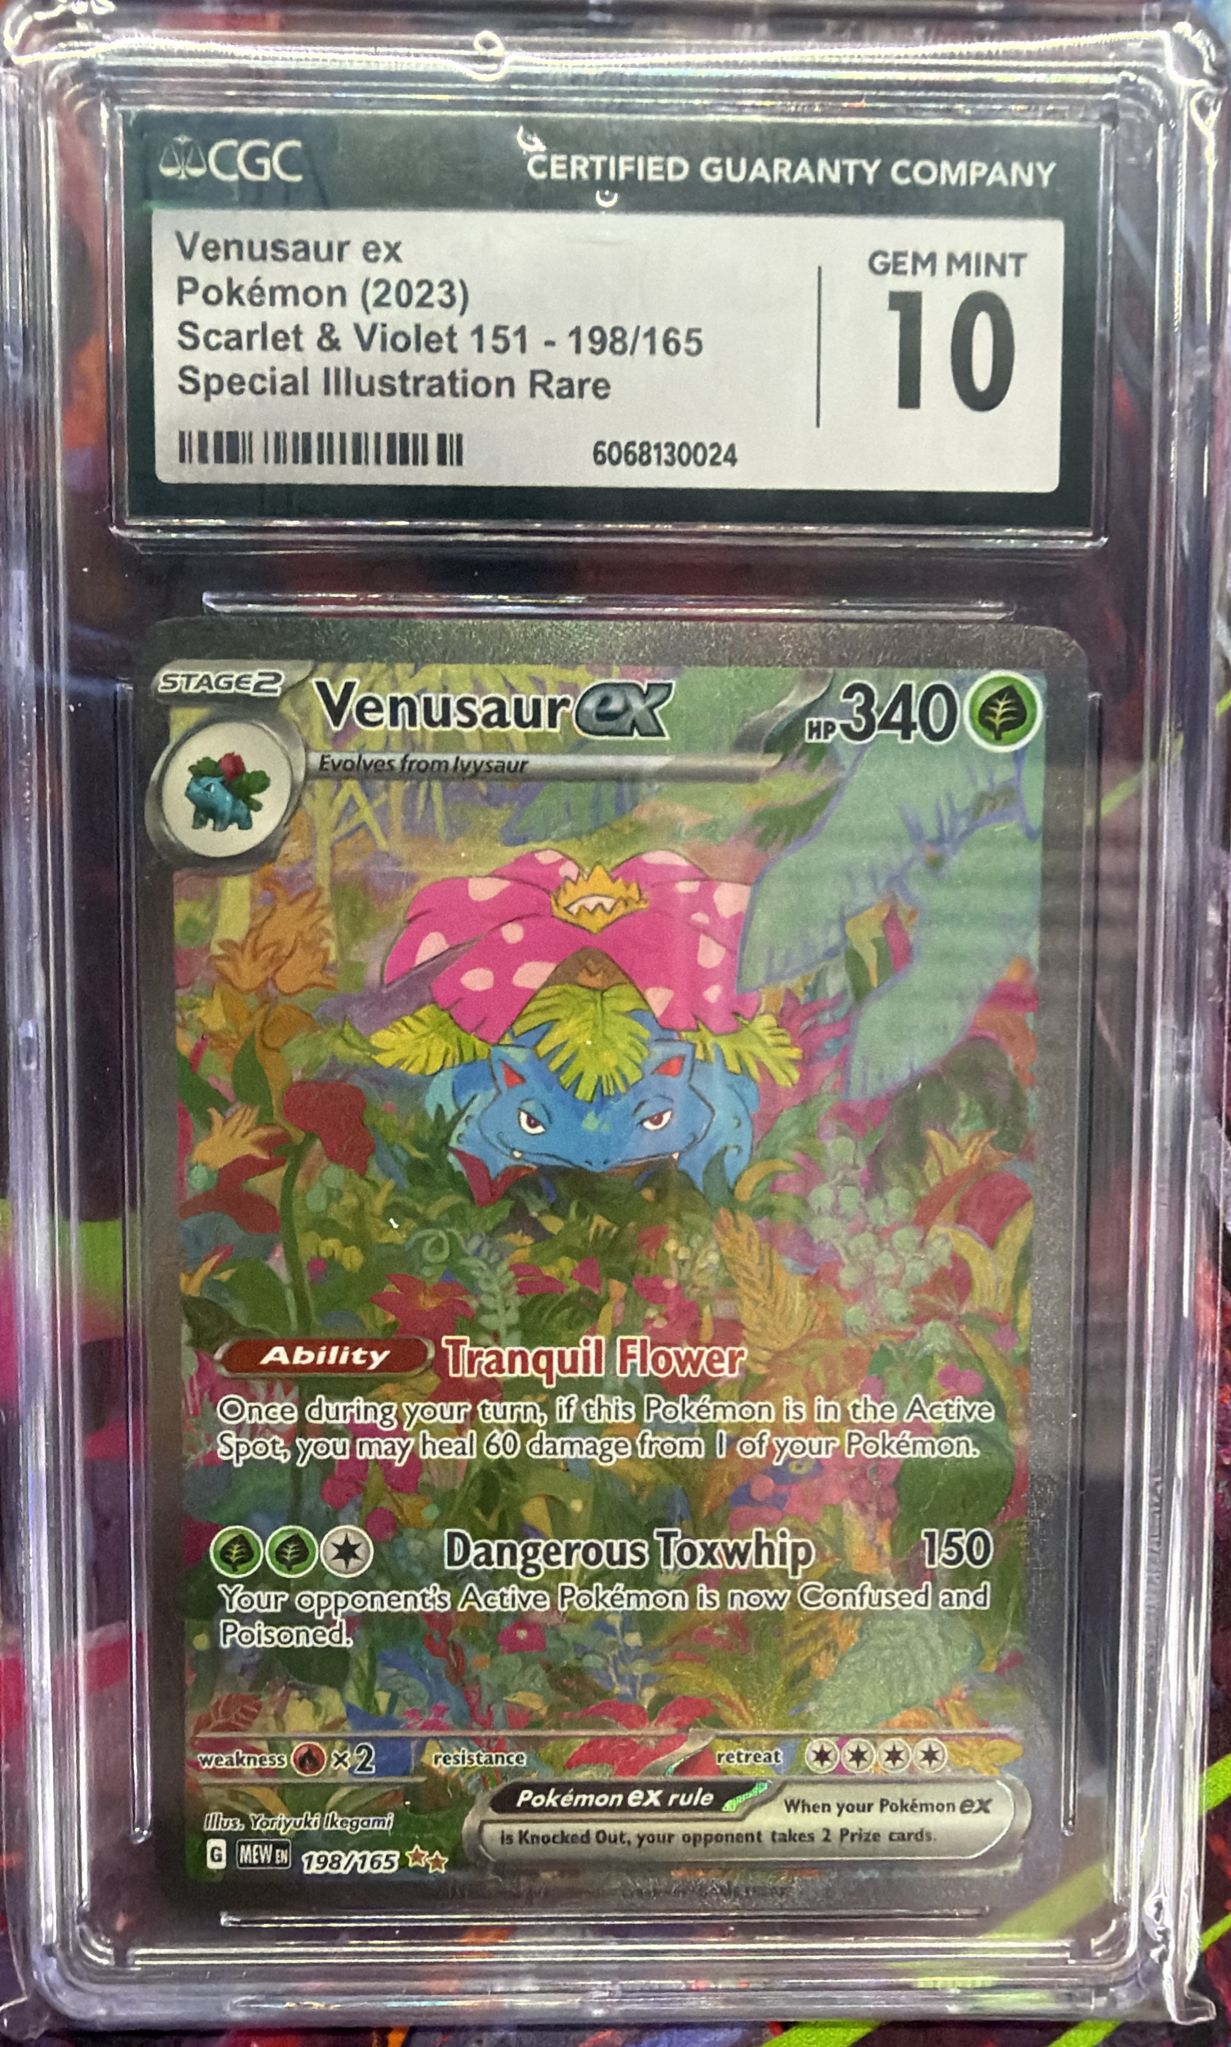 CGC
CERTIFIED GUARANTY COMPANY
Venusaur ex
Pokémon (2023)
Scarlet & Violet 151 - 198/165
Special Illustration Rare
6068130024
GEM MINT
10
STAGE2
Venusaur ex
HP340
Evolves from Ivysaur
Ability Tranquil Flower
Once during your turn, if this Pokémon is in the Active
Spot, you may heal 60 damage from 1 of your Pokémon.
Dangerous Toxwhip 150
Your opponent's Active Pokémon is now Confused and
Poisoned.
weakness ×2 resistance retreat
Pokémon ex rule When your Pokémon ex
is Knocked Out, your opponent takes 2 Prize cards.
Illus. Yoriyuki Ikegami
G MEW EN 198/165